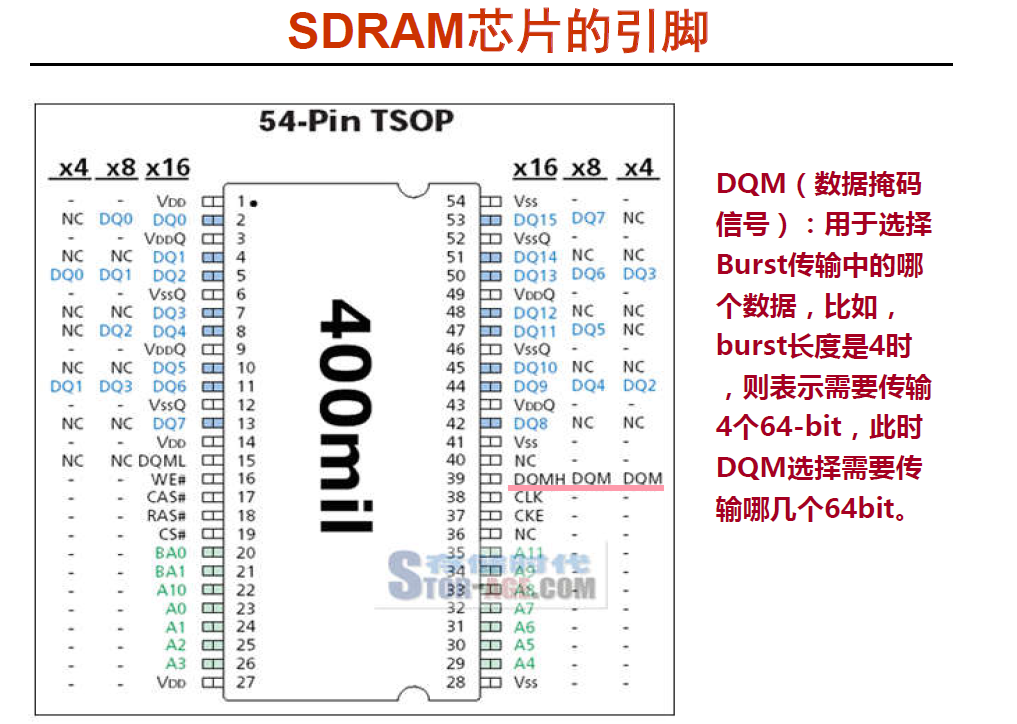 SDRAM芯片的引脚
54-Pin TSOP
x4 x8 x16 x16 x8 x4
- - VDD 1 54 Vss - -
NC DQ0 DQ0 2 53 DQ15 DQ7 NC
- - VDDQ 3 52 VssQ - -
NC NC DQ1 4 51 DQ14 NC NC
DQ0 DQ1 DQ2 5 50 DQ13 DQ6 DQ3
- - VssQ 6 49 VDDQ - -
NC NC DQ3 7 48 DQ12 NC NC
NC DQ2 DQ4 8 47 DQ11 DQ5 NC
- - VDDQ 9 46 VssQ - -
NC NC DQ5 10 45 DQ10 NC NC
DQ1 DQ3 DQ6 11 44 DQ9 DQ4 DQ2
- - VssQ 12 43 VDDQ - -
NC NC DQ7 13 42 DQ8 NC NC
- - VDD 14 41 Vss - -
NC NC DQML 15 40 NC - -
- - WE# 16 39 DQMH DQM DQM
- - CAS# 17 38 CLK - -
- - RAS# 18 37 CKE - -
- - CS# 19 36 NC - -
- - BA0 20 35 A11 - -
- - BA1 21 34 A9 - -
- - A10 22 33 A8 - -
- - A0 23 32 A7 - -
- - A1 24 31 A6 - -
- - A2 25 30 A5 - -
- - A3 26 29 A4 - -
- - VDD 27 28 Vss - -
400mil
存储时代
STOR-AGE.COM
DQM（数据掩码
信号）：用于选择
Burst传输中的哪
个数据，比如，
burst长度是4时
，则表示需要传输
4个64-bit，此时
DQM选择需要传
输哪几个64bit。